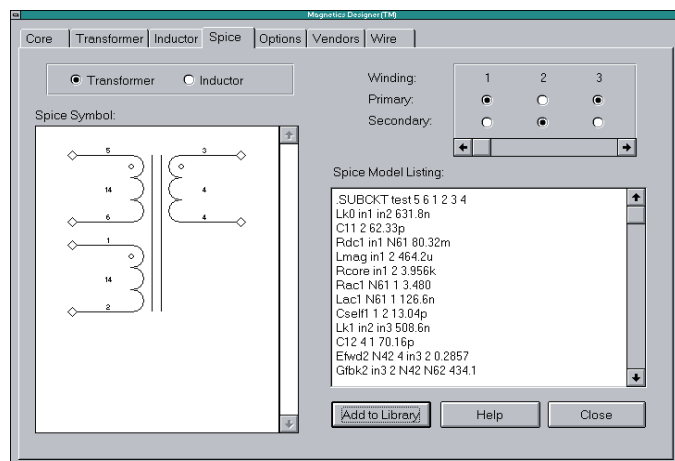 Magnetics Designer(TM)
Core Transformer Inductor Spice Options Vendors Wire
Transformer Inductor
Winding: 1 2 3
Primary:
Secondary:
Spice Symbol:
5 3
14 4
6 4
1
14
2
Spice Model Listing:
.SUBCKT test 5 6 1 2 3 4
Lk0 in1 in2 631.8n
C11 2 62.33p
Rdc1 in1 N61 80.32m
Lmag in1 2 464.2u
Rcore in1 2 3.956k
Rac1 N61 1 3.480
Lac1 N61 1 126.6n
Cself1 1 2 13.04p
Lk1 in2 in3 508.6n
C12 4 1 70.16p
Efwd2 N42 4 in3 2 0.2857
Gfbk2 in3 2 N42 N62 434.1
Add to Library Help Close